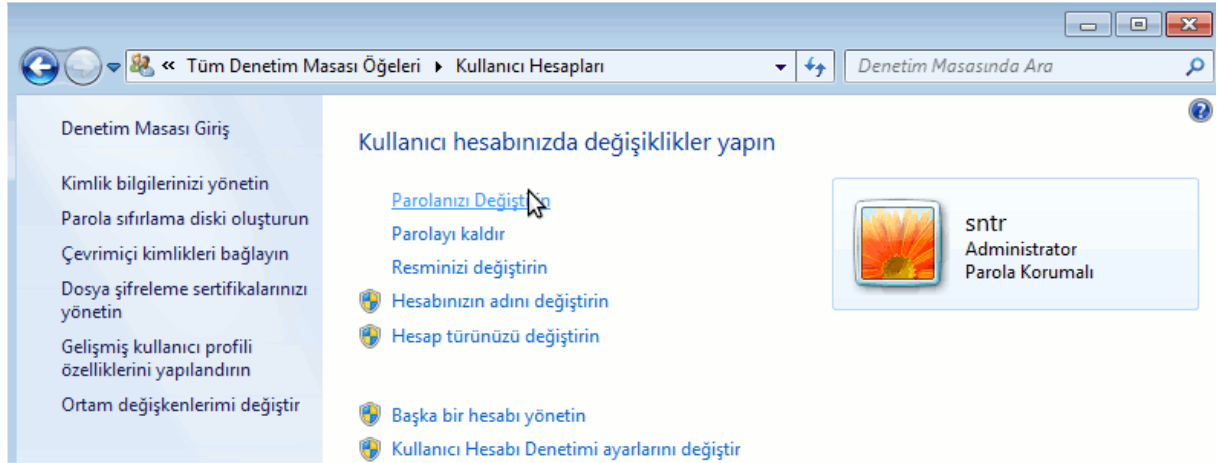 « Tüm Denetim Masası Öğeleri ▸ Kullanıcı Hesapları
Denetim Masasında Ara
Denetim Masası Giriş
Kimlik bilgilerinizi yönetin
Parola sıfırlama diski oluşturun
Çevrimiçi kimlikleri bağlayın
Dosya şifreleme sertifikalarınızı
yönetin
Gelişmiş kullanıcı profili
özelliklerini yapılandırın
Ortam değişkenlerimi değiştir
Kullanıcı hesabınızda değişiklikler yapın
Parolanızı Değiştirin
Parolayı kaldır
Resminizi değiştirin
Hesabınızın adını değiştirin
Hesap türünüzü değiştirin
Başka bir hesabı yönetin
Kullanıcı Hesabı Denetimi ayarlarını değiştir
sntr
Administrator
Parola Korumalı